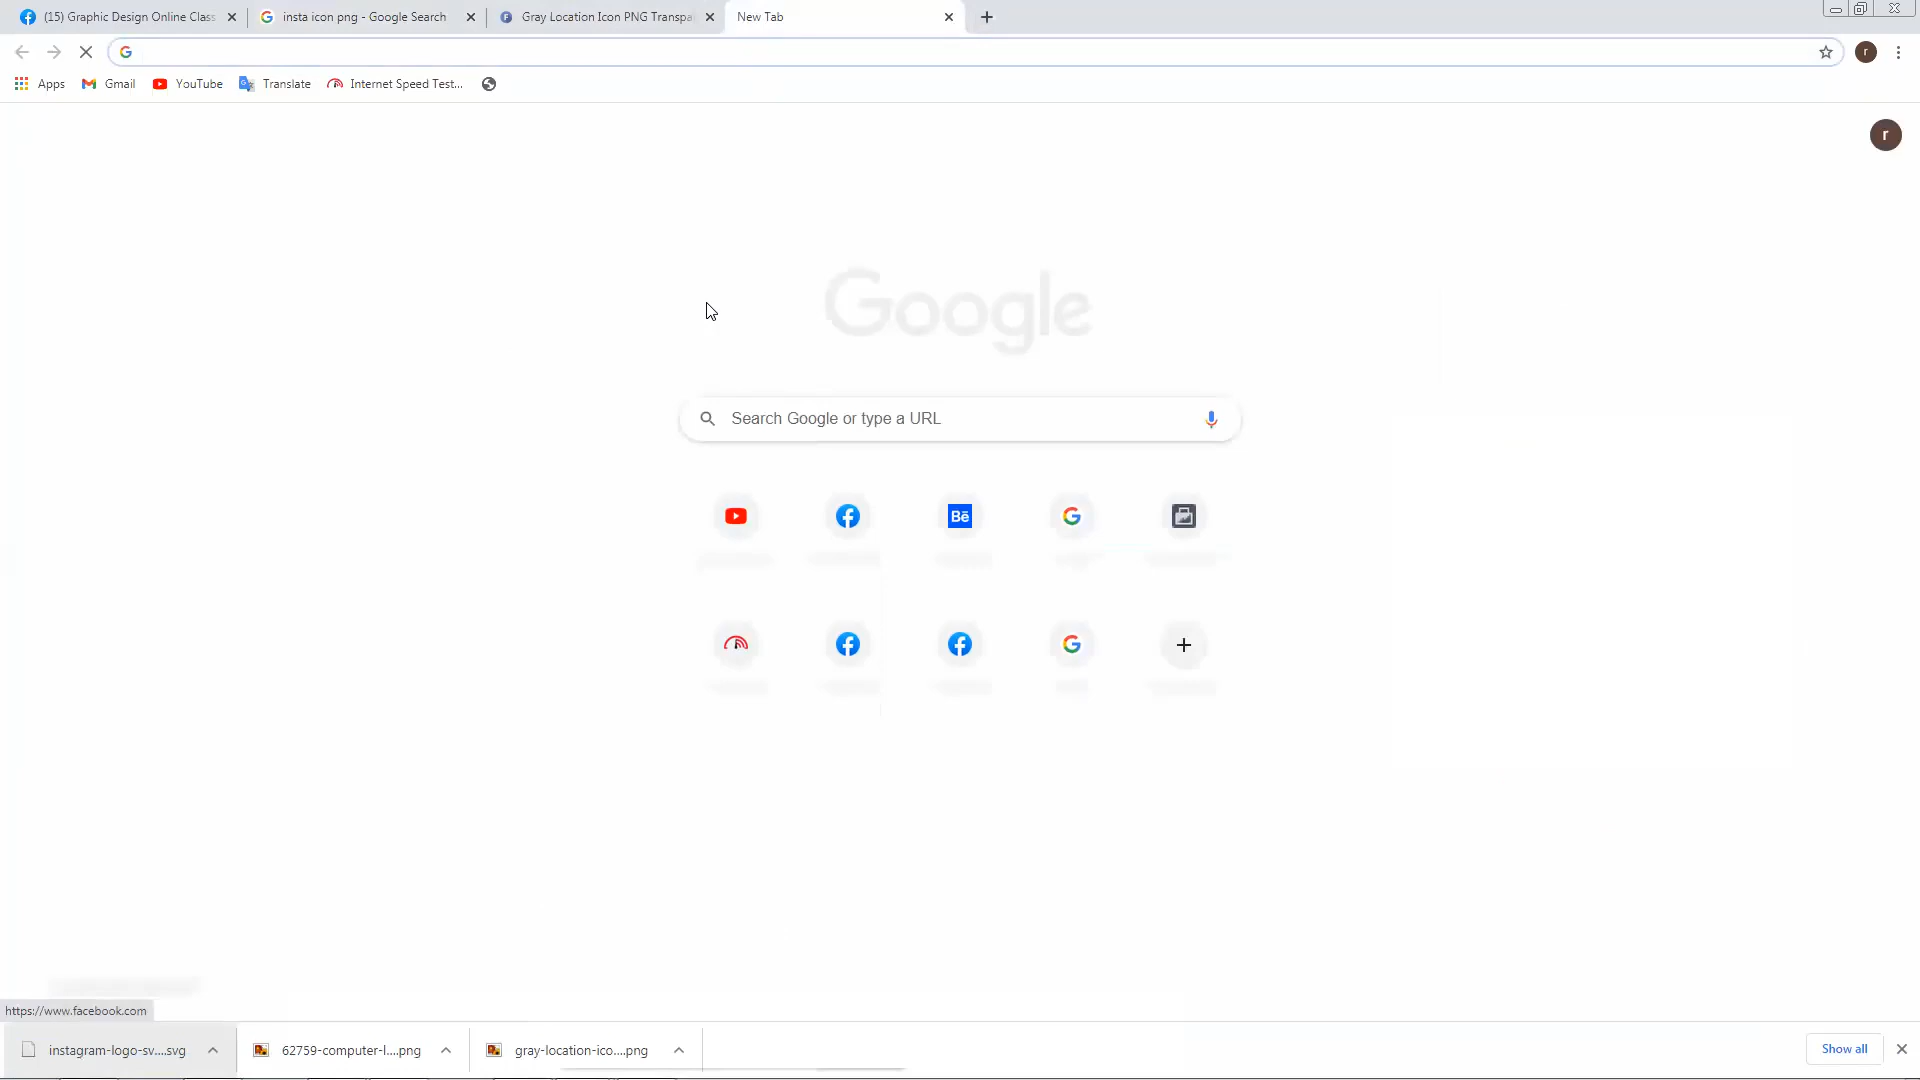 (15) Graphic Design Online Class
insta icon png - Google Search
Gray Location Icon PNG Transpa
New Tab
Apps
Gmail
YouTube
Translate
Internet Speed Test...
r
r
Google
Search Google or type a URL
Bē
https://www.facebook.com
instagram-logo-sv....svg
62759-computer-l....png
gray-location-ico....png
Show all